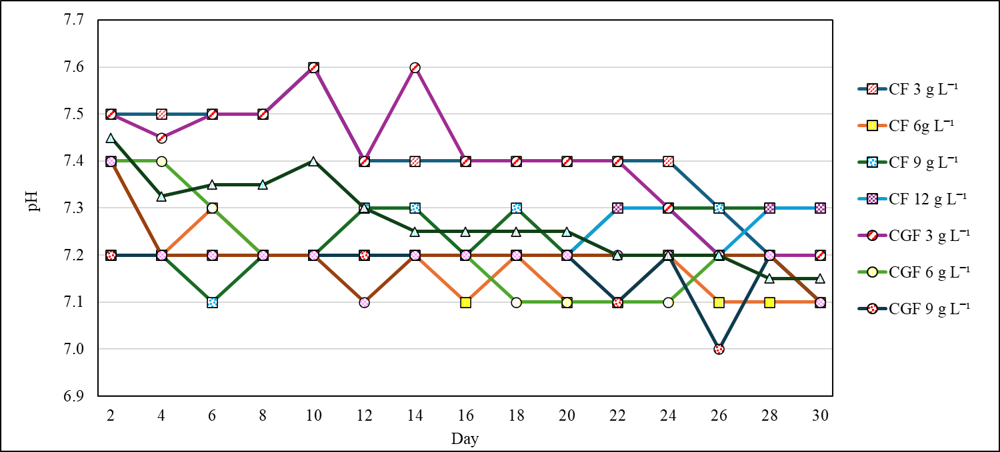 7.7
7.6
7.5
7.4
7.3
7.2
7.1
7.0
6.9
pH
2 4 6 8 10 12 14 16 18 20 22 24 26 28 30
Day
CF 3 g L⁻¹
CF 6g L⁻¹
CF 9 g L⁻¹
CF 12 g L⁻¹
CGF 3 g L⁻¹
CGF 6 g L⁻¹
CGF 9 g L⁻¹